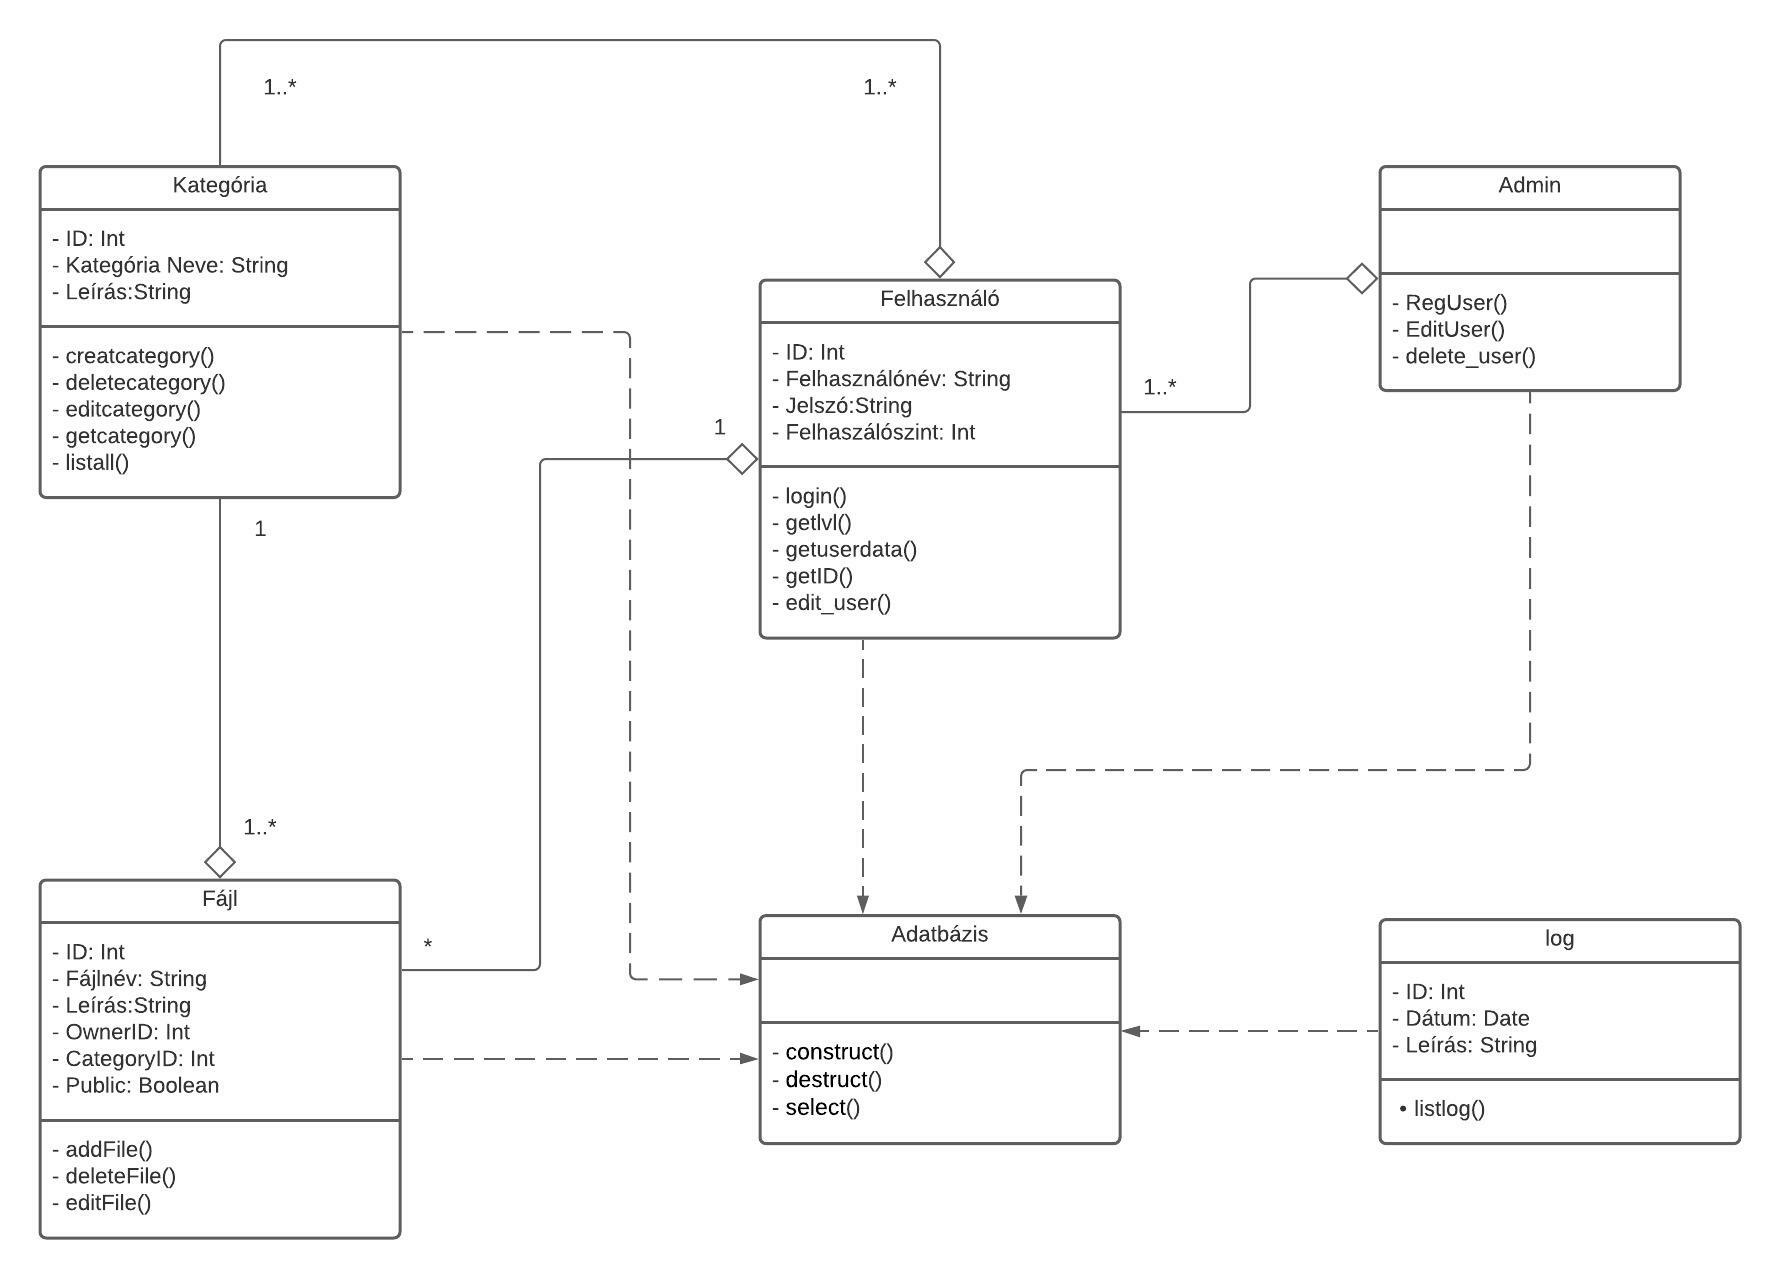 1..*
1..*
Kategória
- ID: Int
- Kategória Neve: String
- Leírás:String
- creatcategory()
- deletecategory()
- editcategory()
- getcategory()
- listall()
1
1..*
Felhasználó
- ID: Int
- Felhasználónév: String
- Jelszó:String
- Felhaszálószint: Int
- login()
- getlvl()
- getuserdata()
- getID()
- edit_user()
1
1..*
Admin
- RegUser()
- EditUser()
- delete_user()
Fájl
- ID: Int
- Fájlnév: String
- Leírás:String
- OwnerID: Int
- CategoryID: Int
- Public: Boolean
- addFile()
- deleteFile()
- editFile()
*
Adatbázis
- construct()
- destruct()
- select()
log
- ID: Int
- Dátum: Date
- Leírás: String
• listlog()